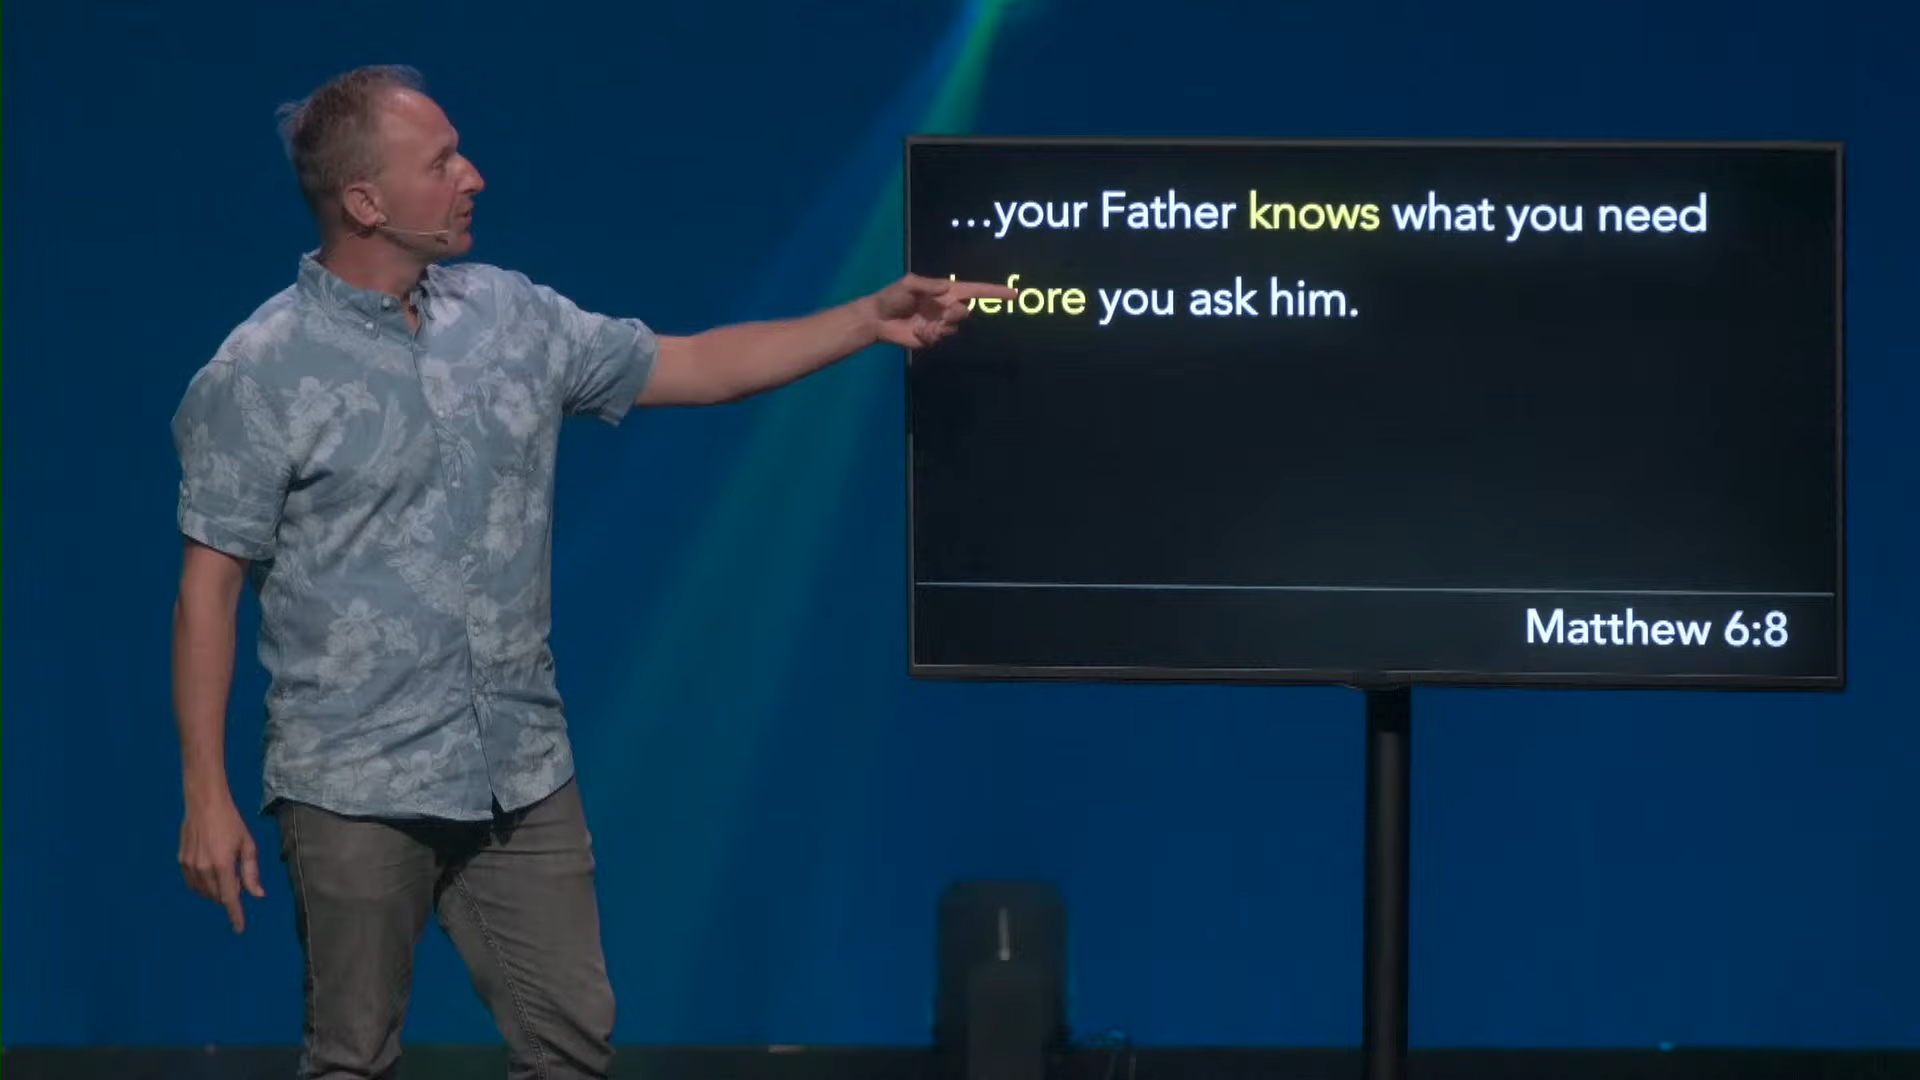 ...your Father knows what you need
before you ask him.
Matthew 6:8